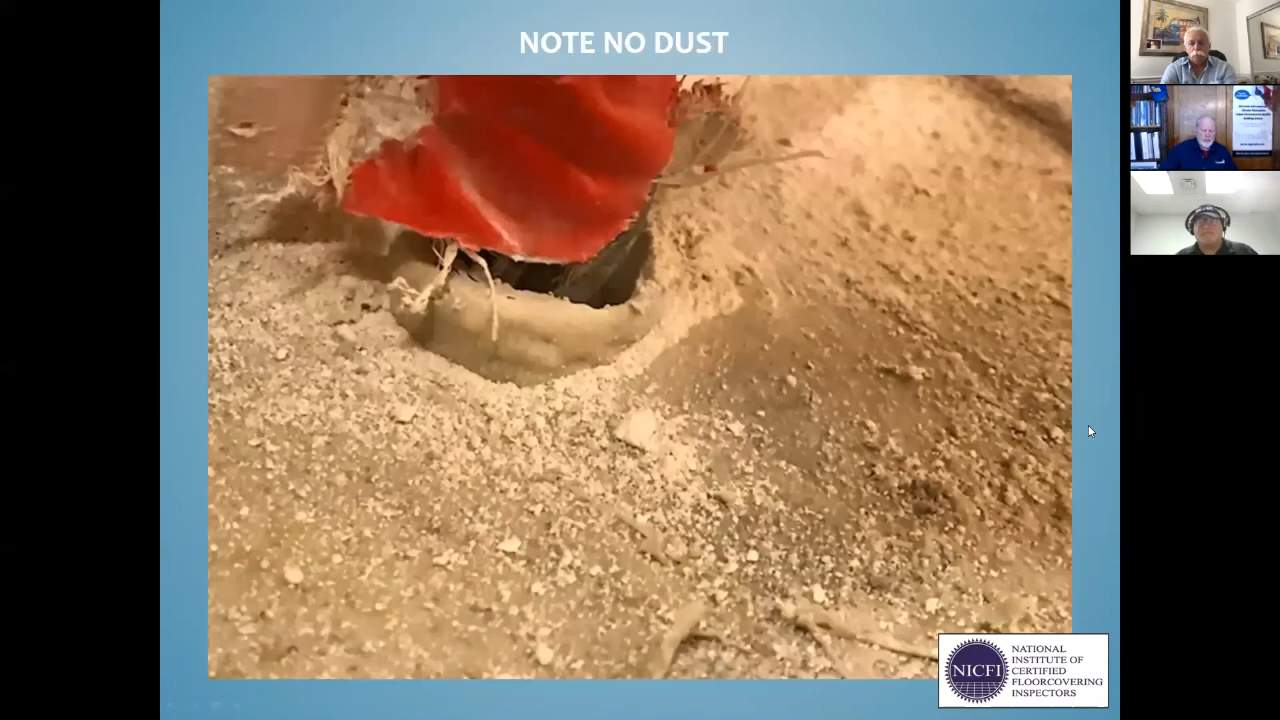 NOTE NO DUST
NICFI
NATIONAL
INSTITUTE OF
CERTIFIED
FLOORCOVERING
INSPECTORS